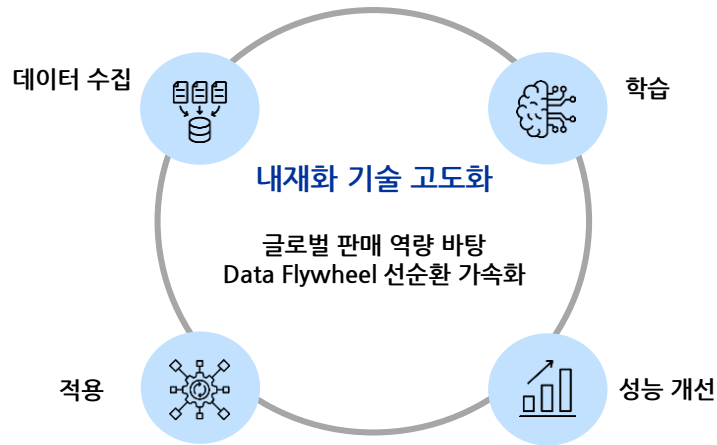 데이터 수집
학습
내재화 기술 고도화
글로벌 판매 역량 바탕
Data Flywheel 선순환 가속화
적용
성능 개선